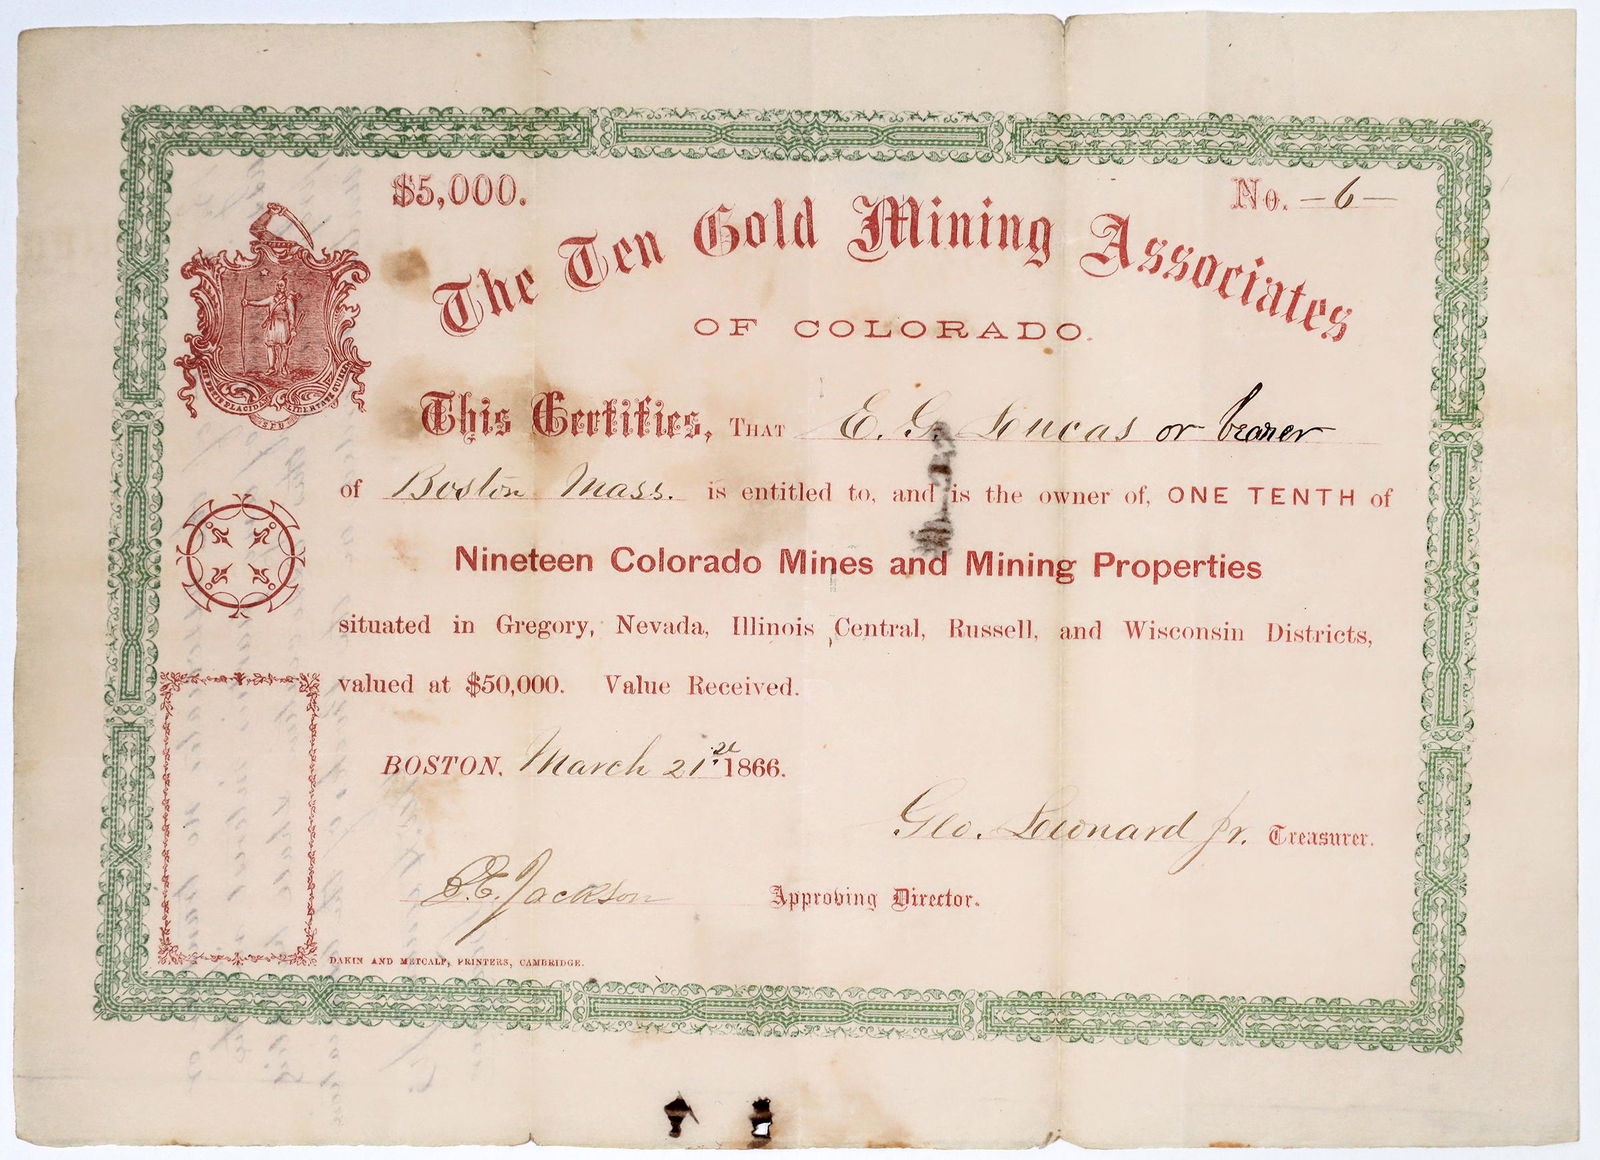 $5,000.
No. -6-
The Ten Gold Mining Associates
OF COLORADO.
This Certifies, THAT E. G. Loucas or bearer
of Boston Mass. is entitled to, and is the owner of, ONE TENTH of
Nineteen Colorado Mines and Mining Properties
situated in Gregory, Nevada, Illinois Central, Russell, and Wisconsin Districts,
valued at $50,000. Value Received.
BOSTON, March 21st 1866.
Geo. Leonard Jr. Treasurer.
E. Jackson Approving Director.
DAKIN AND METCALF, PRINTERS, CAMBRIDGE.